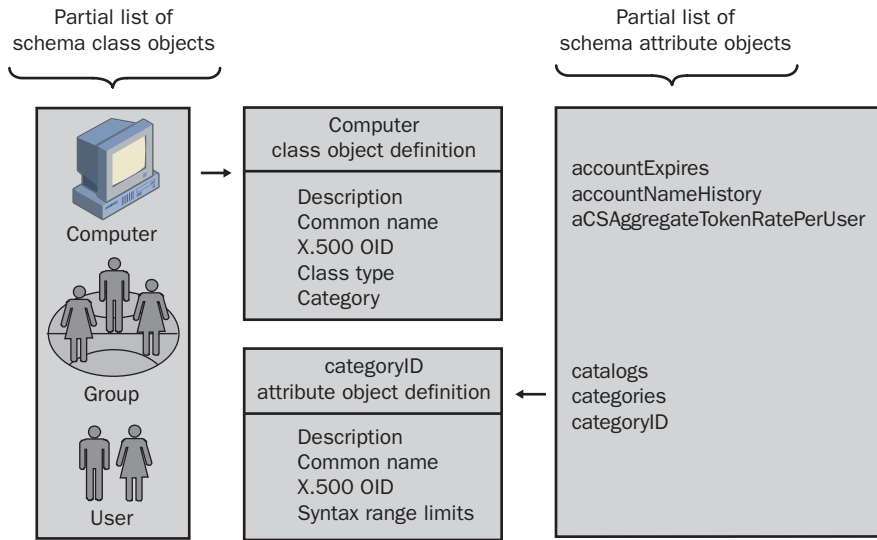 Partial list of
schema class objects
Partial list of
schema attribute objects
Computer
Group
User
Computer
class object definition
Description
Common name
X.500 OID
Class type
Category
categoryID
attribute object definition
Description
Common name
X.500 OID
Syntax range limits
accountExpires
accountNameHistory
aCSAggregateTokenRatePerUser
catalogs
categories
categoryID